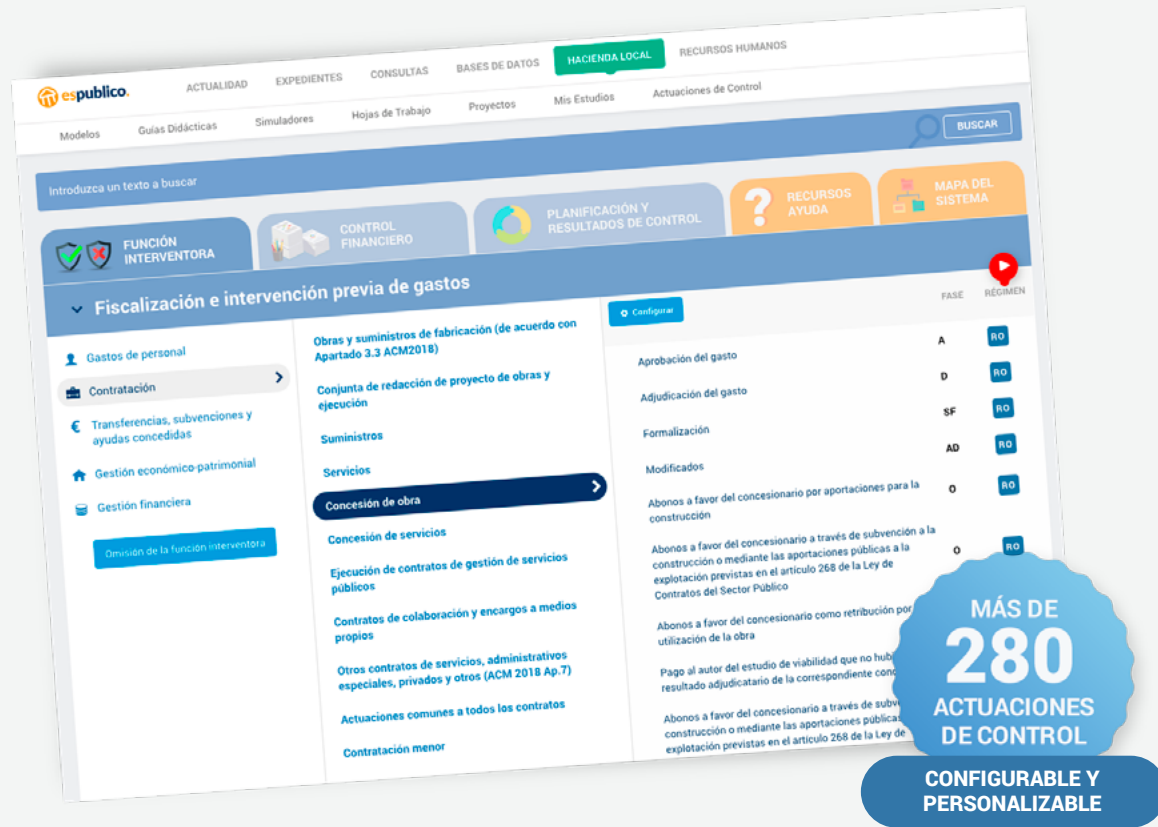 espublico.
ACTUALIDAD
EXPEDIENTES
CONSULTAS
BASES DE DATOS
HACIENDA LOCAL
RECURSOS HUMANOS
Modelos
Guías Didácticas
Simuladores
Hojas de Trabajo
Proyectos
Mis Estudios
Actuaciones de Control
Introduzca un texto a buscar
BUSCAR
FUNCIÓN
INTERVENTORA
CONTROL
FINANCIERO
PLANIFICACIÓN Y
RESULTADOS DE CONTROL
RECURSOS
AYUDA
MAPA DEL
SISTEMA
Fiscalización e intervención previa de gastos
Gastos de personal
Contratación
Transferencias, subvenciones y
ayudas concedidas
Gestión económico-patrimonial
Gestión financiera
Omisión de la función interventora
Obras y suministros de fabricación (de acuerdo con
Apartado 3.3 ACM2018)
Conjunta de redacción de proyecto de obras y
ejecución
Suministros
Servicios
Concesión de obra
Concesión de servicios
Ejecución de contratos de gestión de servicios
públicos
Contratos de colaboración y encargos a medios
propios
Otros contratos de servicios, administrativos
especiales, privados y otros (ACM 2018 Ap.7)
Actuaciones comunes a todos los contratos
Contratación menor
Configurar
FASE
RÉGIMEN
Aprobación del gasto
A
RO
Adjudicación del gasto
D
RO
Formalización
SF
RO
Modificados
AD
RO
Abonos a favor del concesionario por aportaciones para la
construcción
O
RO
Abonos a favor del concesionario a través de subvención a la
construcción o mediante las aportaciones públicas a la
explotación previstas en el artículo 268 de la Ley de
Contratos del Sector Público
O
RO
Abonos a favor del concesionario como retribución por
utilización de la obra
Pago al autor del estudio de viabilidad que no
resultado adjudicatario de la correspondiente
Abonos a favor del concesionario a través de
construcción o mediante las aportaciones públicas
explotación previstas en el artículo 268 de la Ley de
MÁS DE
280
ACTUACIONES
DE CONTROL
CONFIGURABLE Y
PERSONALIZABLE